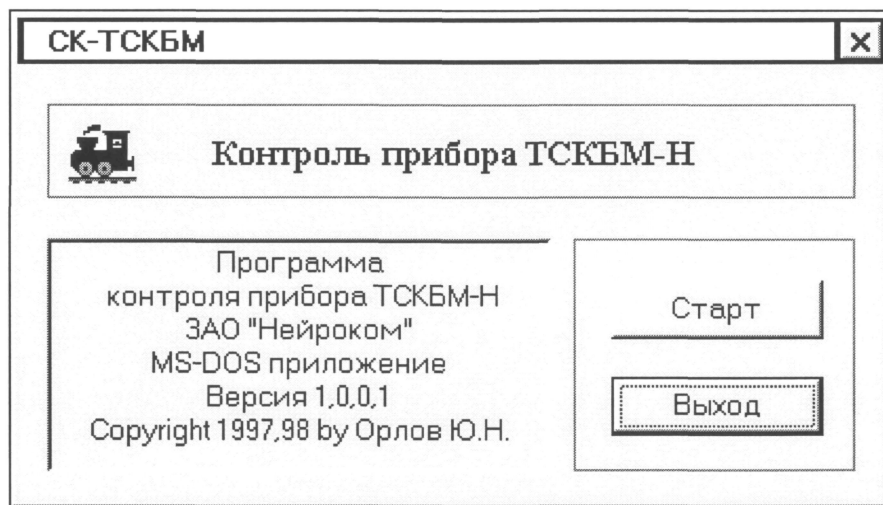 СК-ТСКБМ
Контроль прибора ТСКБМ-Н
Программа
контроля прибора ТСКБМ-Н
ЗАО "Нейроком"
MS-DOS приложение
Версия 1,0,0,1
Copyright 1997,98 by Орлов Ю.Н.
Старт
Выход